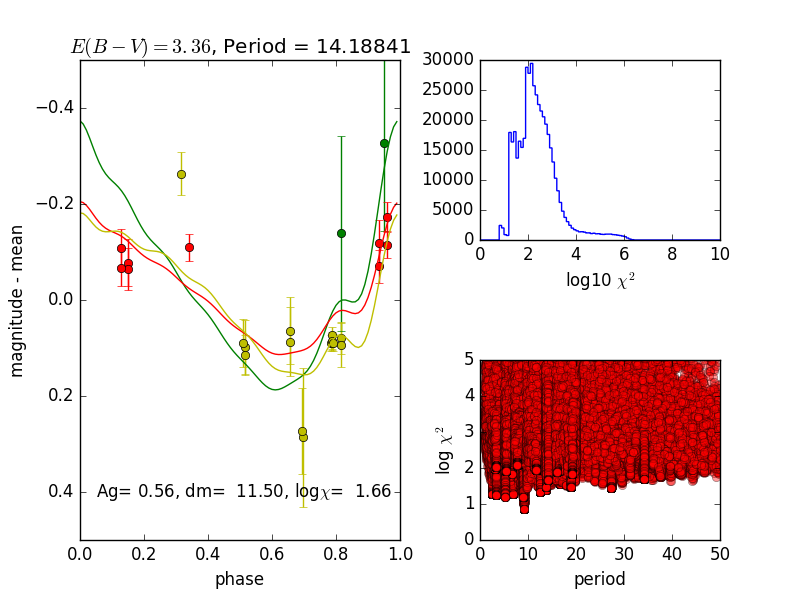 E(B − V) = 3.36, Period = 14.18841
−0.4
−0.2
0.0
0.2
0.4
magnitude - mean
Ag= 0.56, dm= 11.50, logχ= 1.66
0.0 0.2 0.4 0.6 0.8 1.0
phase
30000
25000
20000
15000
10000
5000
0
0 2 4 6 8 10
log10 χ²
5
4
3
2
1
0
log χ²
0 10 20 30 40 50
period